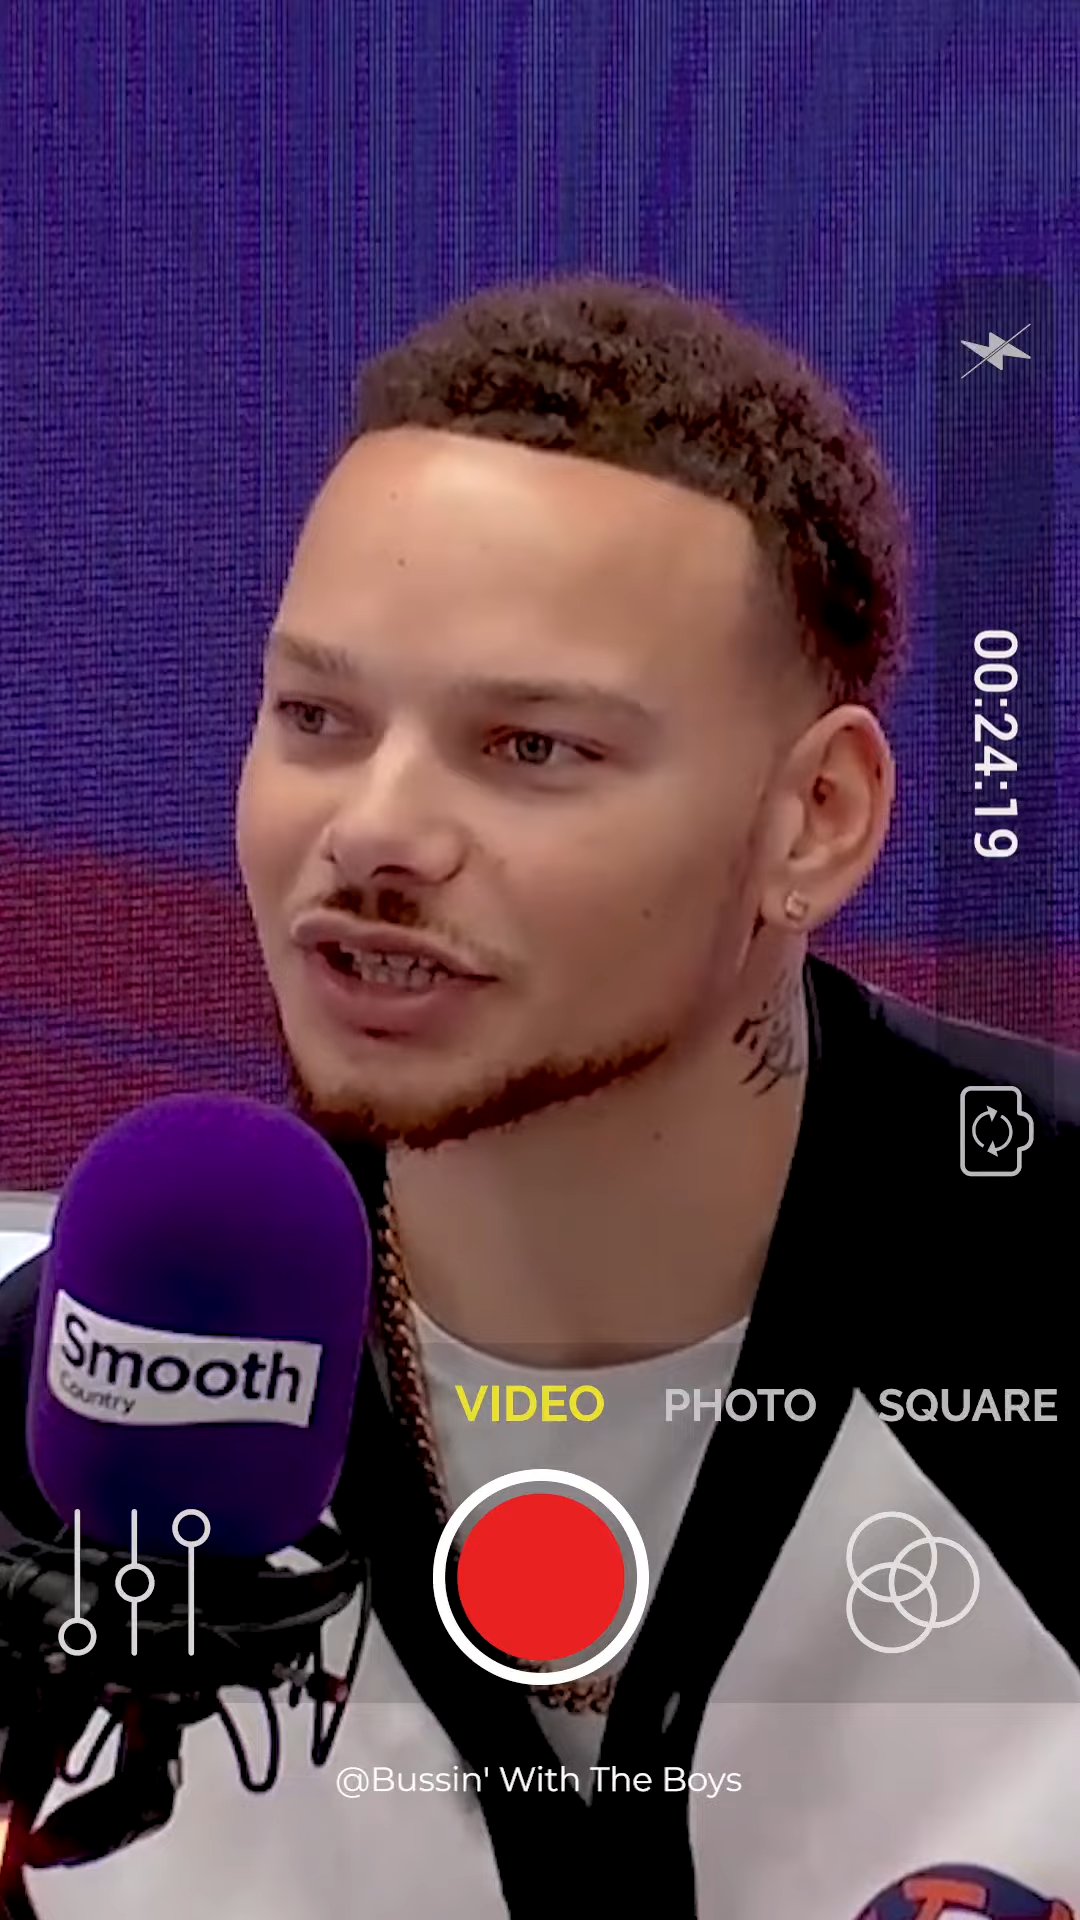 00:24:19
Smooth
Country
VIDEO PHOTO SQUARE
@Bussin' With The Boys